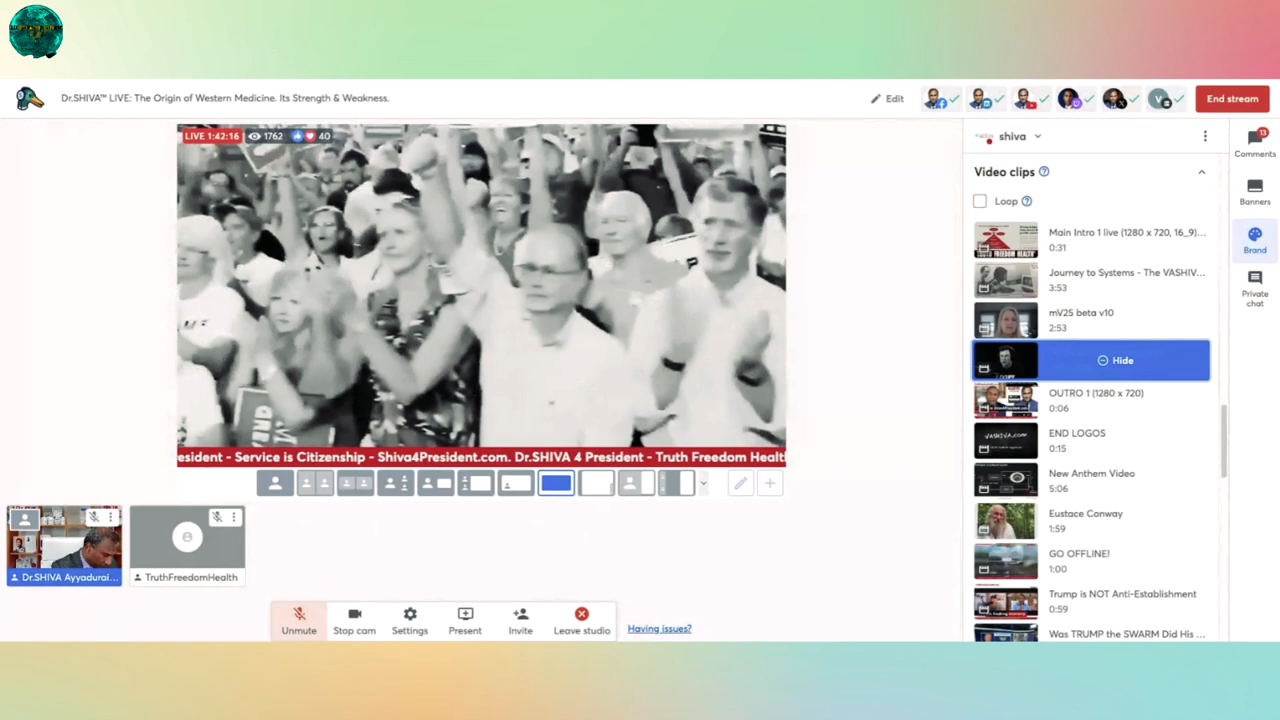 Dr.SHIVA™ LIVE: The Origin of Western Medicine. Its Strength & Weakness.
Edit
V
End stream
LIVE 1:42:16
1762
40
esident - Service is Citizenship - Shiva4President.com. Dr.SHIVA 4 President - Truth Freedom Healt
Dr.SHIVA Ayyadurai...
TruthFreedomHealth
Unmute
Stop cam
Settings
Present
Invite
Leave studio
Having issues?
shiva
Video clips
Loop
Main Intro 1 live (1280 x 720, 16_9)...
0:31
Journey to Systems - The VASHIV...
3:53
mV25 beta v10
2:53
Hide
OUTRO 1 (1280 x 720)
0:06
VASHIVA.com
END LOGOS
0:15
New Anthem Video
5:06
Eustace Conway
1:59
GO OFFLINE!
1:00
Trump is NOT Anti-Establishment
0:59
Was TRUMP the SWARM Did His ...
13
Comments
Banners
Brand
Private
chat